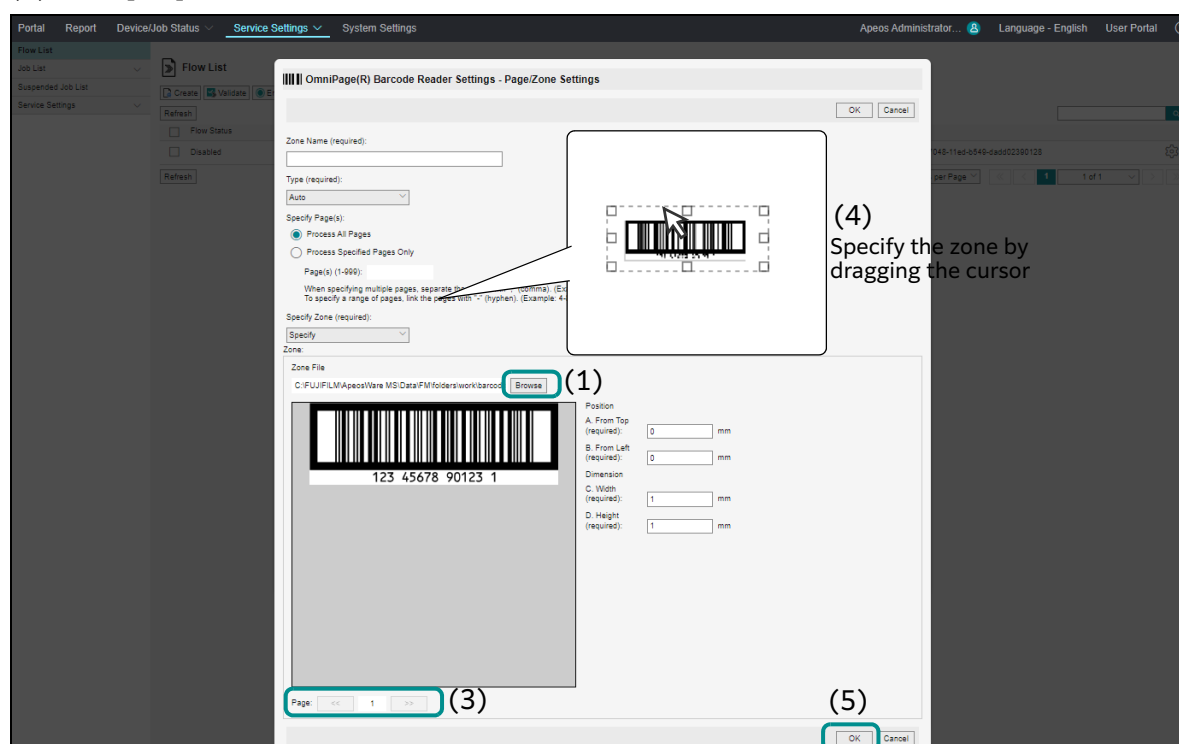 Portal Report Device/Job Status Service Settings System Settings Apeos Administrator... Language - English User Portal
Flow List
Job List
Suspended Job List
Service Settings
Flow List
Create Validate
Refresh
Flow Status
Disabled
Refresh
OmniPage(R) Barcode Reader Settings - Page/Zone Settings
OK Cancel
Zone Name (required):
Type (required):
Auto
Specify Page(s):
Process All Pages
Process Specified Pages Only
Page(s) (1-999):
When specifying multiple pages, separate the (comma). (Ex
To specify a range of pages, link the pages with "-" (hyphen). (Example: 4-
Specify Zone (required):
Specify
Zone:
(4)
Specify the zone by
dragging the cursor
per Page 1 1 of 1
Zone File
C:\FUJIFILM\ApeosWare MS\Data\FM\folders\work\barcod Browse (1)
123 45678 90123 1
Position
A. From Top
(required): 0 mm
B. From Left
(required): 0 mm
Dimension
C. Width
(required): 1 mm
D. Height
(required): 1 mm
Page: << 1 >> (3)
(5)
OK Cancel